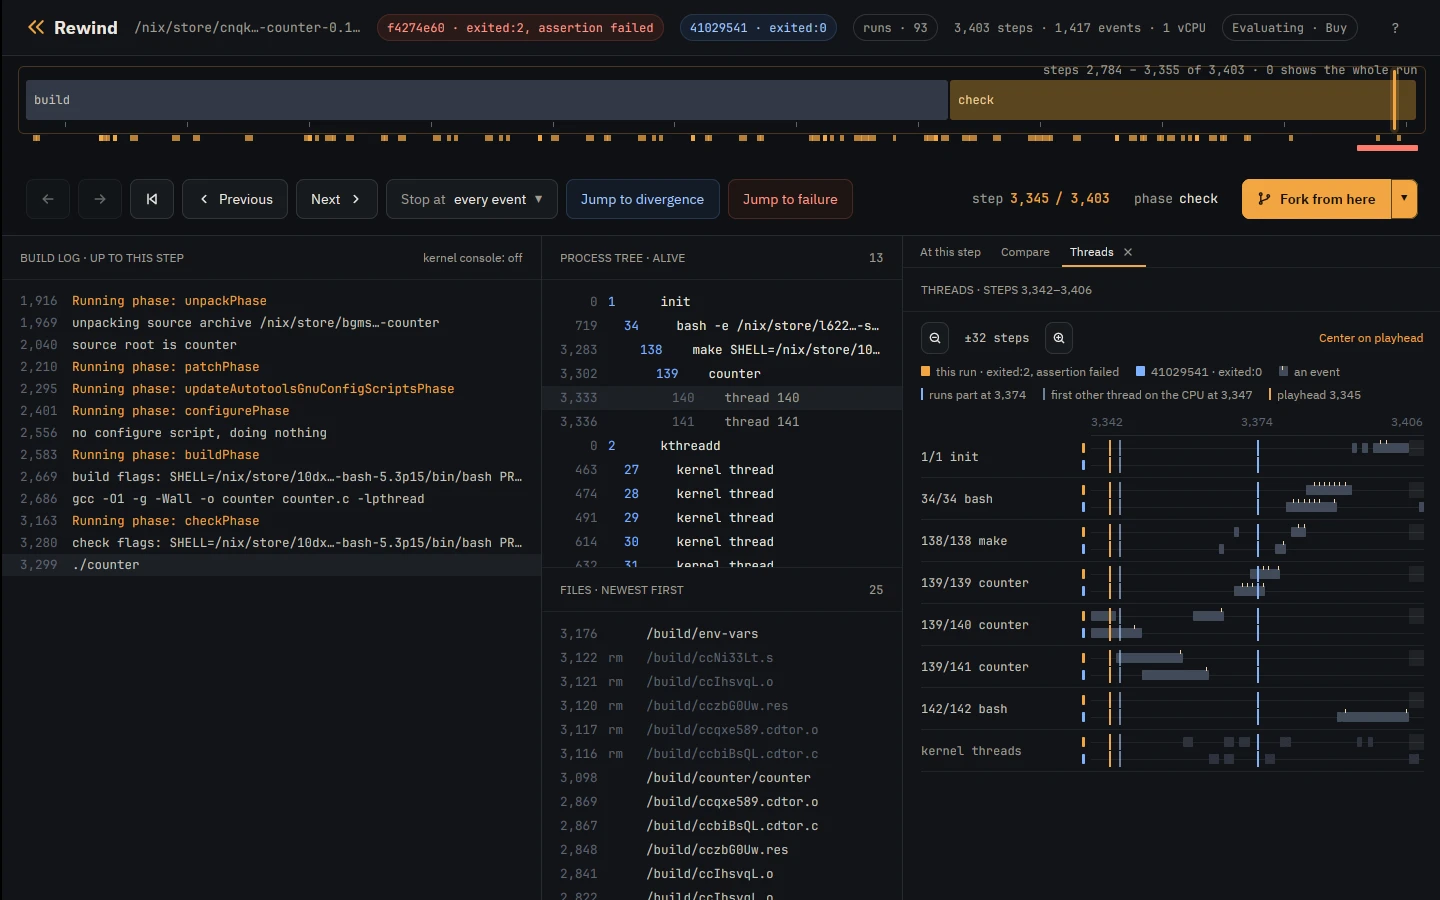 Rewind
/nix/store/cnqk…-counter-0.1…
f4274e60 · exited:2, assertion failed
41029541 · exited:0
runs · 93
3,403 steps · 1,417 events · 1 vCPU
Evaluating · Buy
?
steps 2,784 – 3,355 of 3,403 · 0 shows the whole run
build
check
Previous
Next
Stop at every event
Jump to divergence
Jump to failure
step 3,345 / 3,403
phase check
Fork from here
BUILD LOG · UP TO THIS STEP
kernel console: off
1,916 Running phase: unpackPhase
1,969 unpacking source archive /nix/store/bgms…-counter
2,040 source root is counter
2,210 Running phase: patchPhase
2,295 Running phase: updateAutotoolsGnuConfigScriptsPhase
2,401 Running phase: configurePhase
2,556 no configure script, doing nothing
2,583 Running phase: buildPhase
2,669 build flags: SHELL=/nix/store/10dx…-bash-5.3p15/bin/bash PR…
2,686 gcc -O1 -g -Wall -o counter counter.c -lpthread
3,163 Running phase: checkPhase
3,280 check flags: SHELL=/nix/store/10dx…-bash-5.3p15/bin/bash PR…
3,299 ./counter
PROCESS TREE · ALIVE
13
0 1 init
719 34 bash -e /nix/store/l622…-s…
3,283 138 make SHELL=/nix/store/10…
3,302 139 counter
3,333 140 thread 140
3,336 141 thread 141
0 2 kthreadd
463 27 kernel thread
474 28 kernel thread
491 29 kernel thread
614 30 kernel thread
632 31 kernel thread
FILES · NEWEST FIRST
25
3,176 /build/env-vars
3,122 rm /build/ccNi33Lt.s
3,121 rm /build/ccIhsvqL.o
3,120 rm /build/cczbG0Uw.res
3,117 rm /build/ccqxe589.cdtor.o
3,116 rm /build/ccbiBsQL.cdtor.c
3,098 /build/counter/counter
2,869 /build/ccqxe589.cdtor.o
2,867 /build/ccbiBsQL.cdtor.c
2,848 /build/cczbG0Uw.res
2,841 /build/ccIhsvqL.o
2,822 /build/ccIhsvqL.o
At this step
Compare
Threads
THREADS · STEPS 3,342–3,406
±32 steps
Center on playhead
this run · exited:2, assertion failed
41029541 · exited:0
an event
runs part at 3,374
first other thread on the CPU at 3,347
playhead 3,345
3,342 3,374 3,406
1/1 init
34/34 bash
138/138 make
139/139 counter
139/140 counter
139/141 counter
142/142 bash
kernel threads